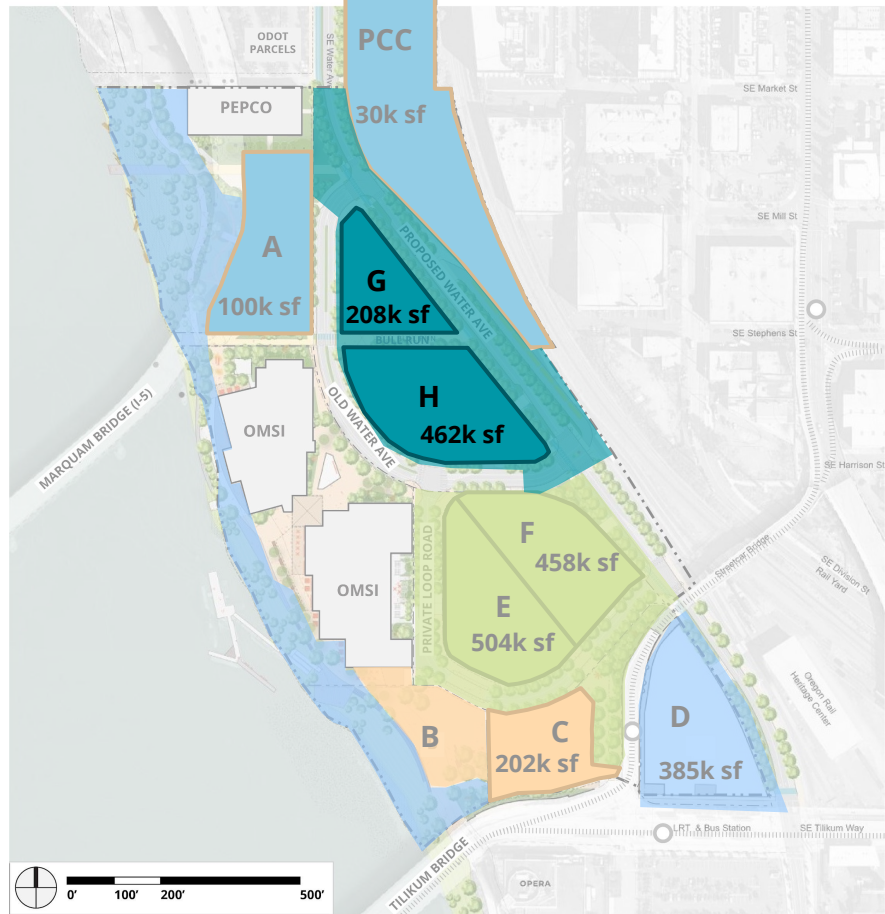 ODOT
PARCELS
SE Water Ave
PCC
30k sf
SE Market St
PEPCO
SE Mill St
A
100k sf
PROPOSED WATER AVE
G
208k sf
BULL RUN
SE Stephens St
MARQUAM BRIDGE (I-5)
OLD WATER AVE
H
462k sf
OMSI
SE Harrison St
F
458k sf
PRIVATE LOOP ROAD
Streetcar Bridge
SE Division St
Rail Yard
OMSI
E
504k sf
Oregon Rail
Heritage Center
B
C
202k sf
D
385k sf
LRT & Bus Station
SE Tilikum Way
TILIKUM BRIDGE
OPERA
0’
100’
200’
500’